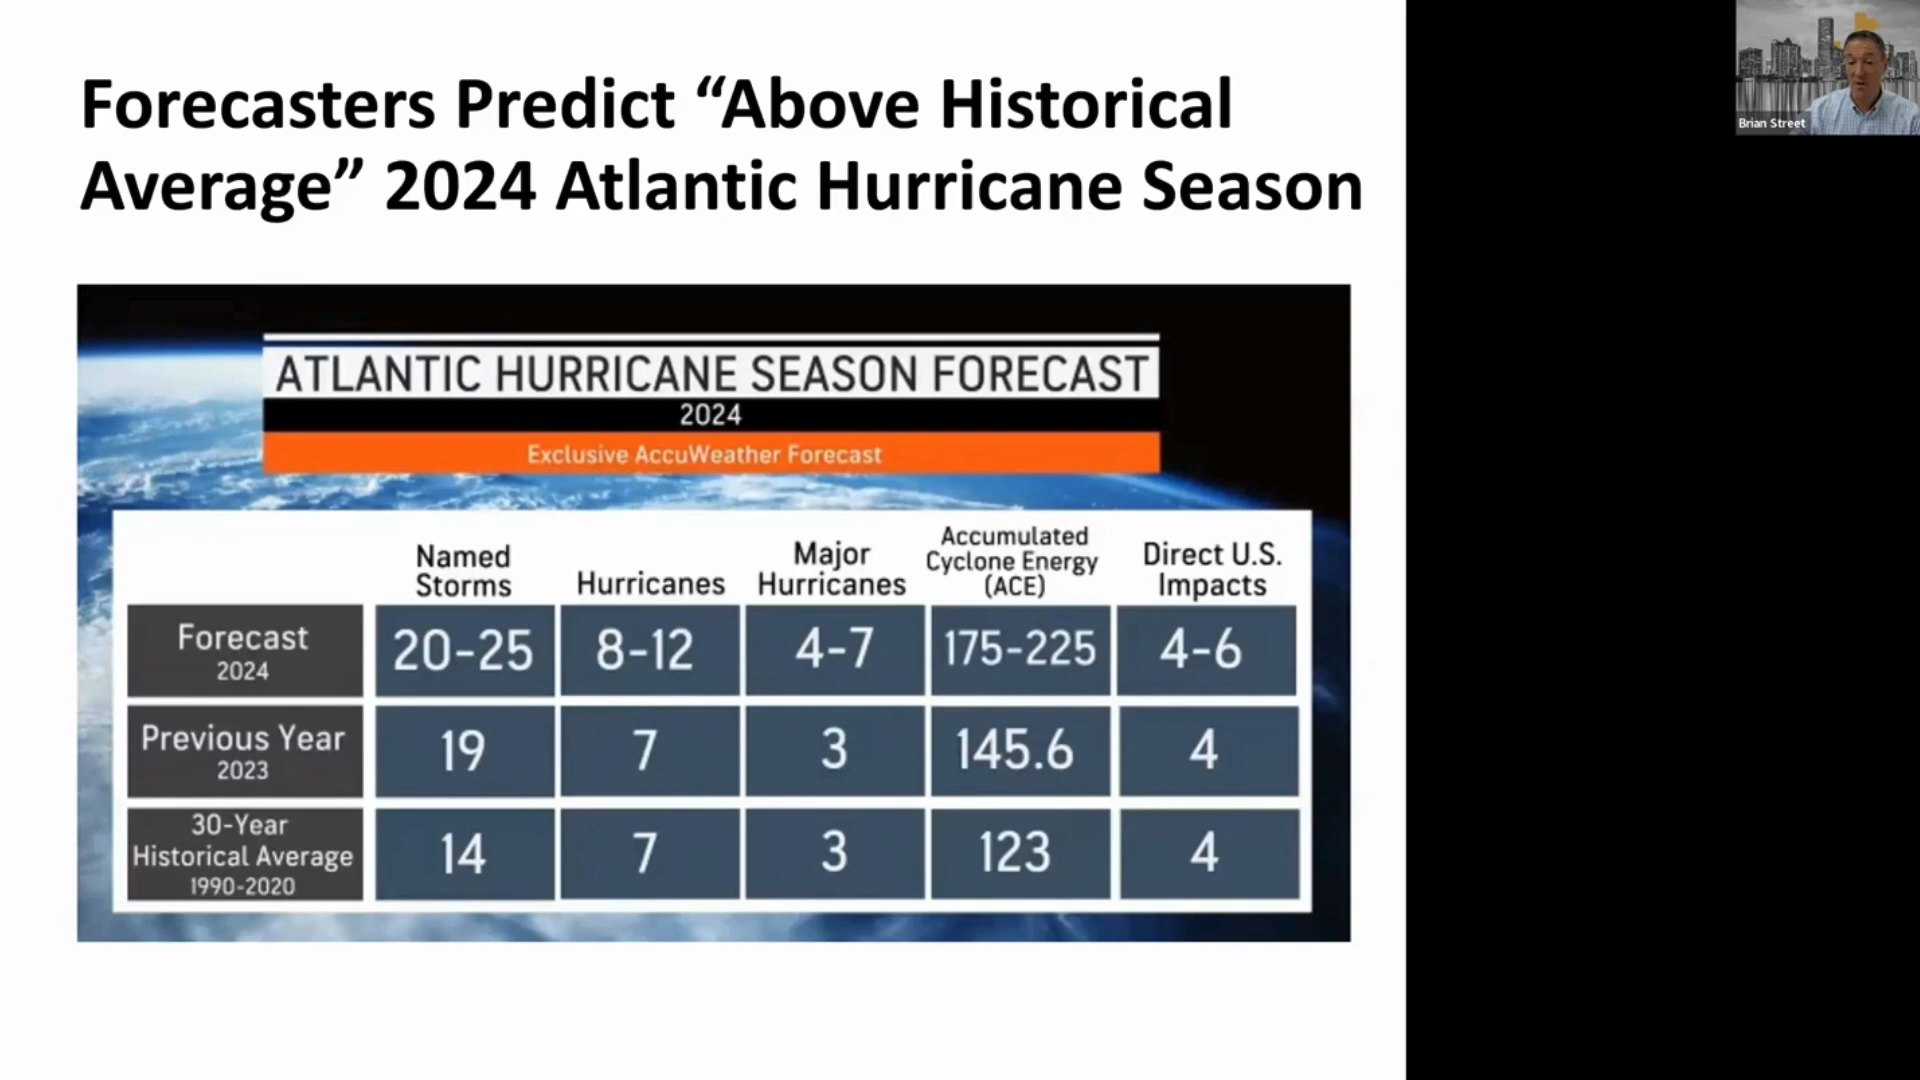 Forecasters Predict “Above Historical
Average” 2024 Atlantic Hurricane Season
Brian Street
ATLANTIC HURRICANE SEASON FORECAST
2024
Exclusive AccuWeather Forecast
Named
Storms
Hurricanes
Major
Hurricanes
Accumulated
Cyclone Energy
(ACE)
Direct U.S.
Impacts
Forecast
2024
20-25
8-12
4-7
175-225
4-6
Previous Year
2023
19
7
3
145.6
4
30-Year
Historical Average
1990-2020
14
7
3
123
4